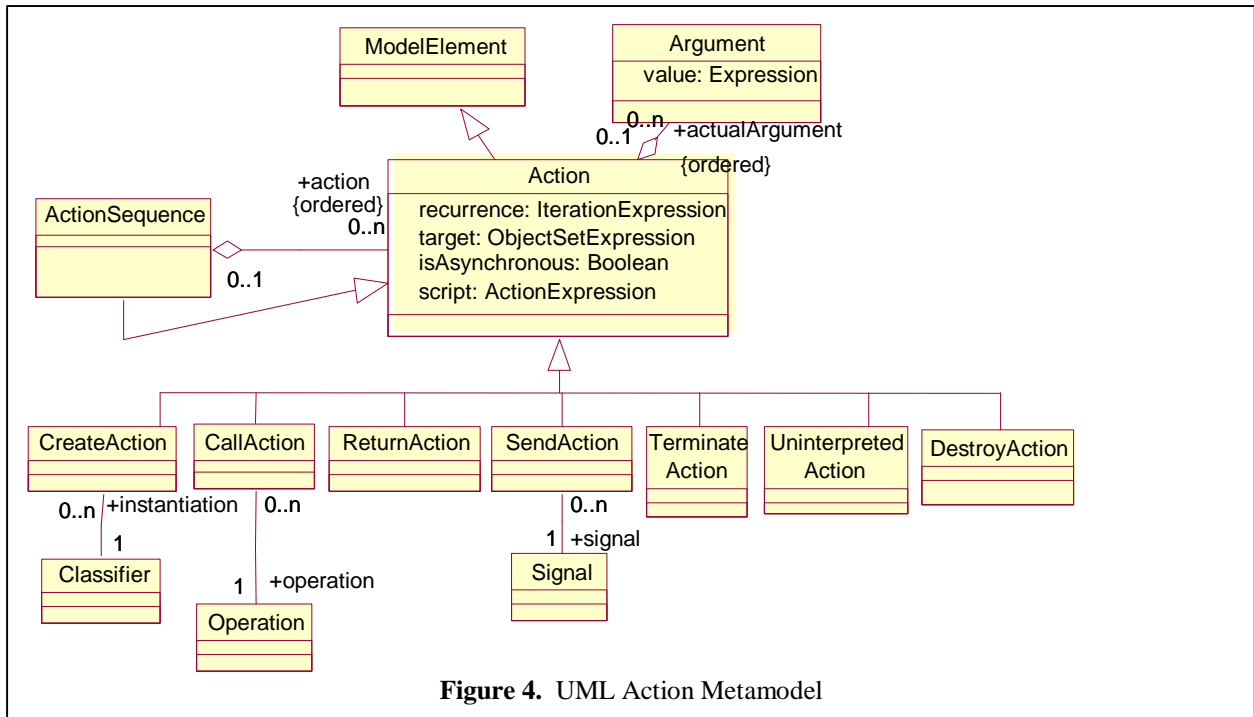 ModelElement
Argument
value: Expression
0..n
0..1
+actualArgument
{ordered}
Action
recurrence: IterationExpression
target: ObjectSetExpression
isAsynchronous: Boolean
script: ActionExpression
+action
{ordered}
0..n
ActionSequence
0..1
CreateAction
CallAction
ReturnAction
SendAction
Terminate
Action
Uninterpreted
Action
DestroyAction
0..n
+instantiation
1
Classifier
0..n
+operation
1
Operation
0..n
1
+signal
Signal
Figure 4. UML Action Metamodel